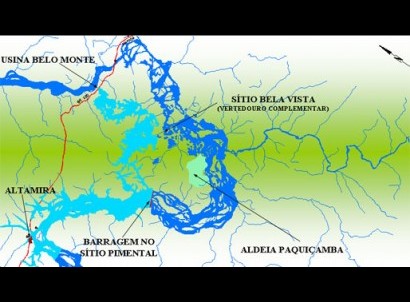 USINA BELO MONTE
SÍTIO BELA VISTA
(VERTEDOURO COMPLEMENTAR)
ALTAMIRA
BARRAGEM NO
SÍTIO PIMENTAL
ALDEIA PAQUIÇAMBA